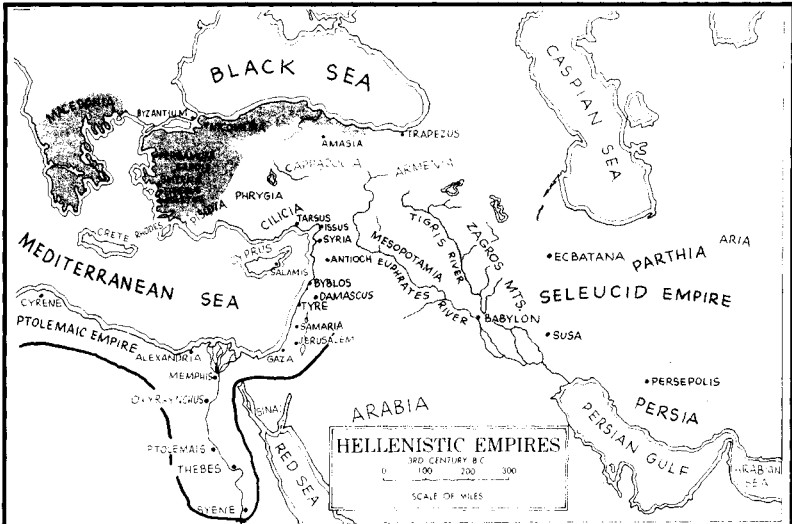 BLACK SEA
CASPIAN SEA
MACEDONIA
BYZANTIUM
AMASIA
TRAPEZUS
CAPPADOCIA
ARMENIA
PHRYGIA
CILICIA
TARSUS
ISSUS
SYRIA
CRETE
RHODES
CYPRUS
SALAMIS
ANTIOCH
MESOPOTAMIA
TIGRIS RIVER
EUPHRATES RIVER
ZAGROS MTS.
ECBATANA
PARTHIA
ARIA
MEDITERRANEAN SEA
BYBLOS
DAMASCUS
TYRE
SELEUCID EMPIRE
BABYLON
SUSA
CYRENE
PTOLEMAIC EMPIRE
ALEXANDRIA
SAMARIA
JERUSALEM
GAZA
MEMPHIS
OXYRYNCHUS
SINAI
ARABIA
PERSEPOLIS
PERSIA
PERSIAN GULF
ARABIAN SEA
PTOLEMAIS
THEBES
RED SEA
SYENE
HELLENISTIC EMPIRES
3RD CENTURY B C
0 100 200 300
SCALE OF MILES